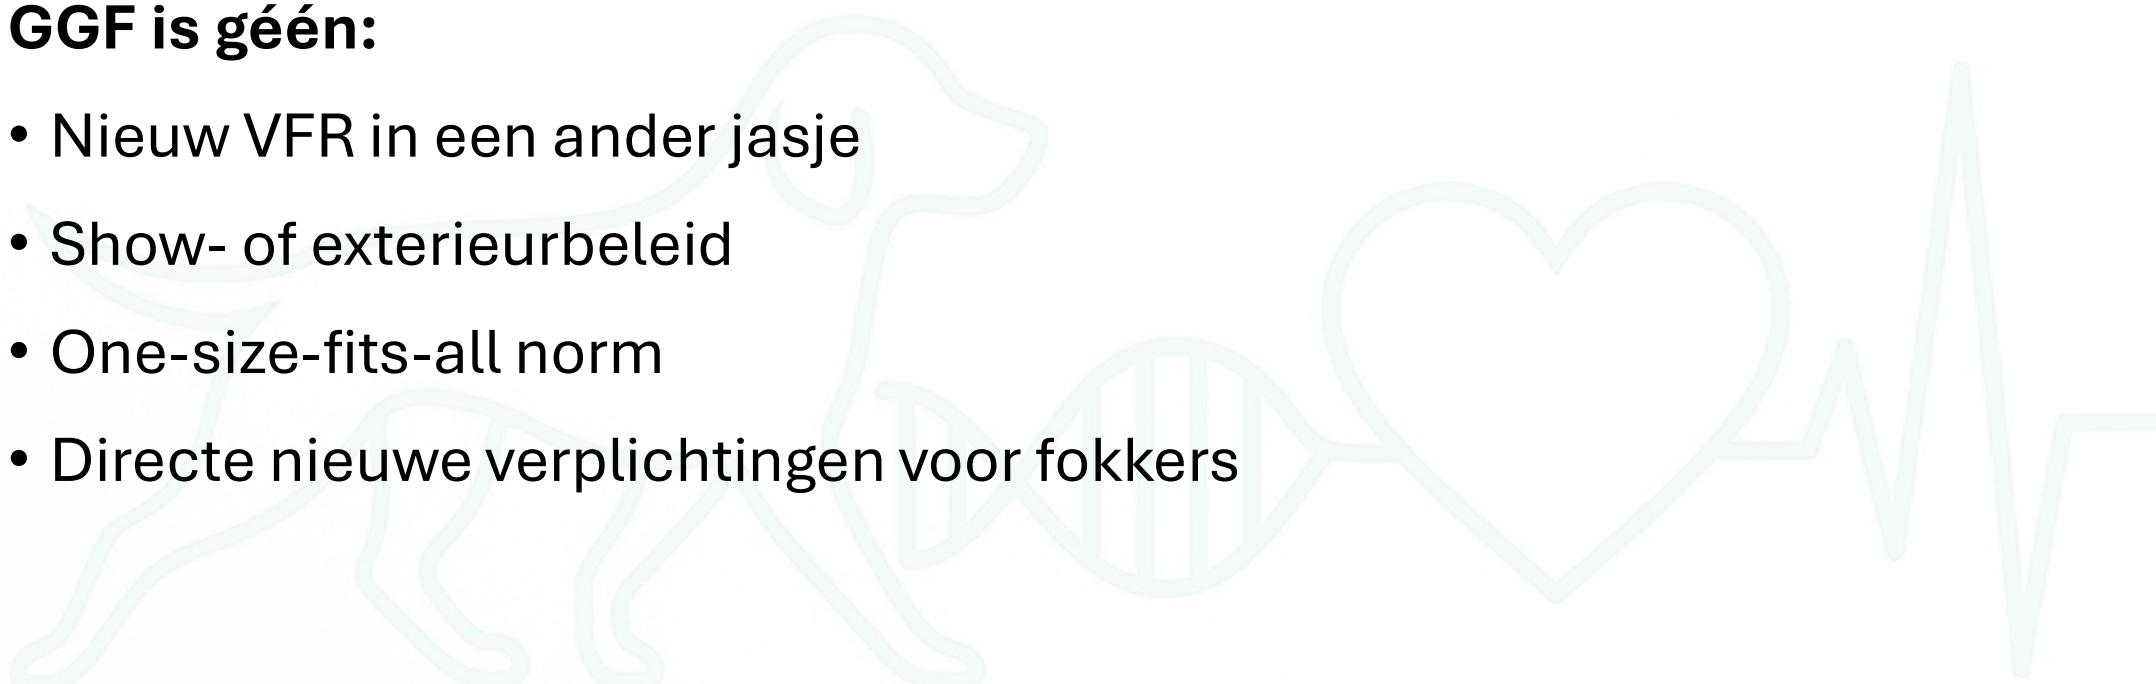 GGF is géén:
• Nieuw VFR in een ander jasje
• Show- of exterieurbeleid
• One-size-fits-all norm
• Directe nieuwe verplichtingen voor fokkers